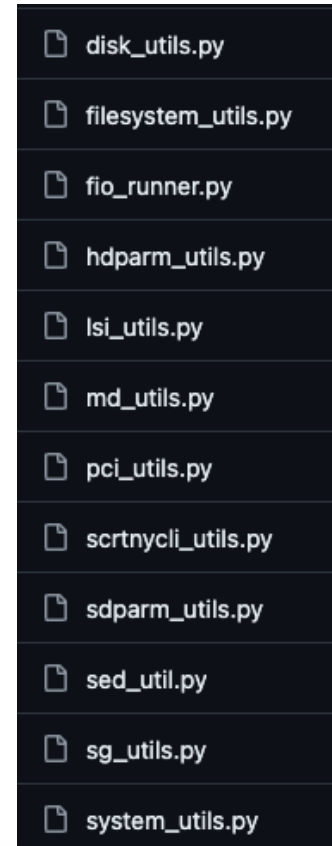 disk_utils.py
filesystem_utils.py
fio_runner.py
hdparm_utils.py
lsi_utils.py
md_utils.py
pci_utils.py
scrtnycli_utils.py
sdparm_utils.py
sed_util.py
sg_utils.py
system_utils.py